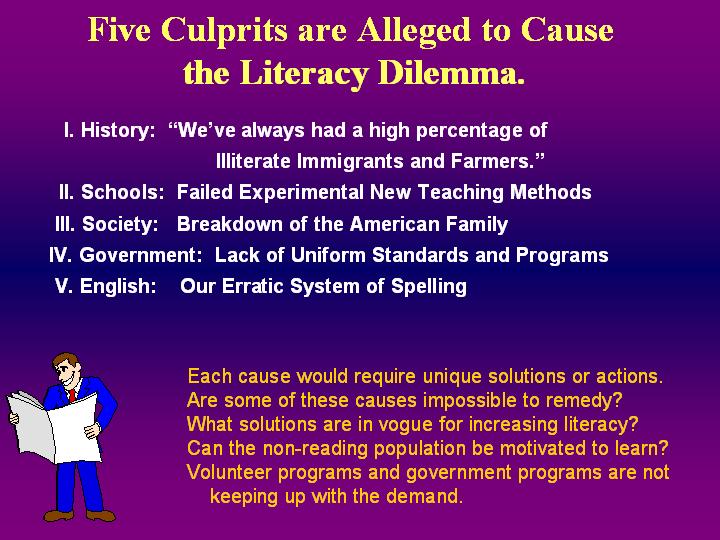 Five Culprits are Alleged to Cause
the Literacy Dilemma.
I. History: “We’ve always had a high percentage of
Illiterate Immigrants and Farmers.”
II. Schools: Failed Experimental New Teaching Methods
III. Society: Breakdown of the American Family
IV. Government: Lack of Uniform Standards and Programs
V. English: Our Erratic System of Spelling
Each cause would require unique solutions or actions.
Are some of these causes impossible to remedy?
What solutions are in vogue for increasing literacy?
Can the non-reading population be motivated to learn?
Volunteer programs and government programs are not
keeping up with the demand.